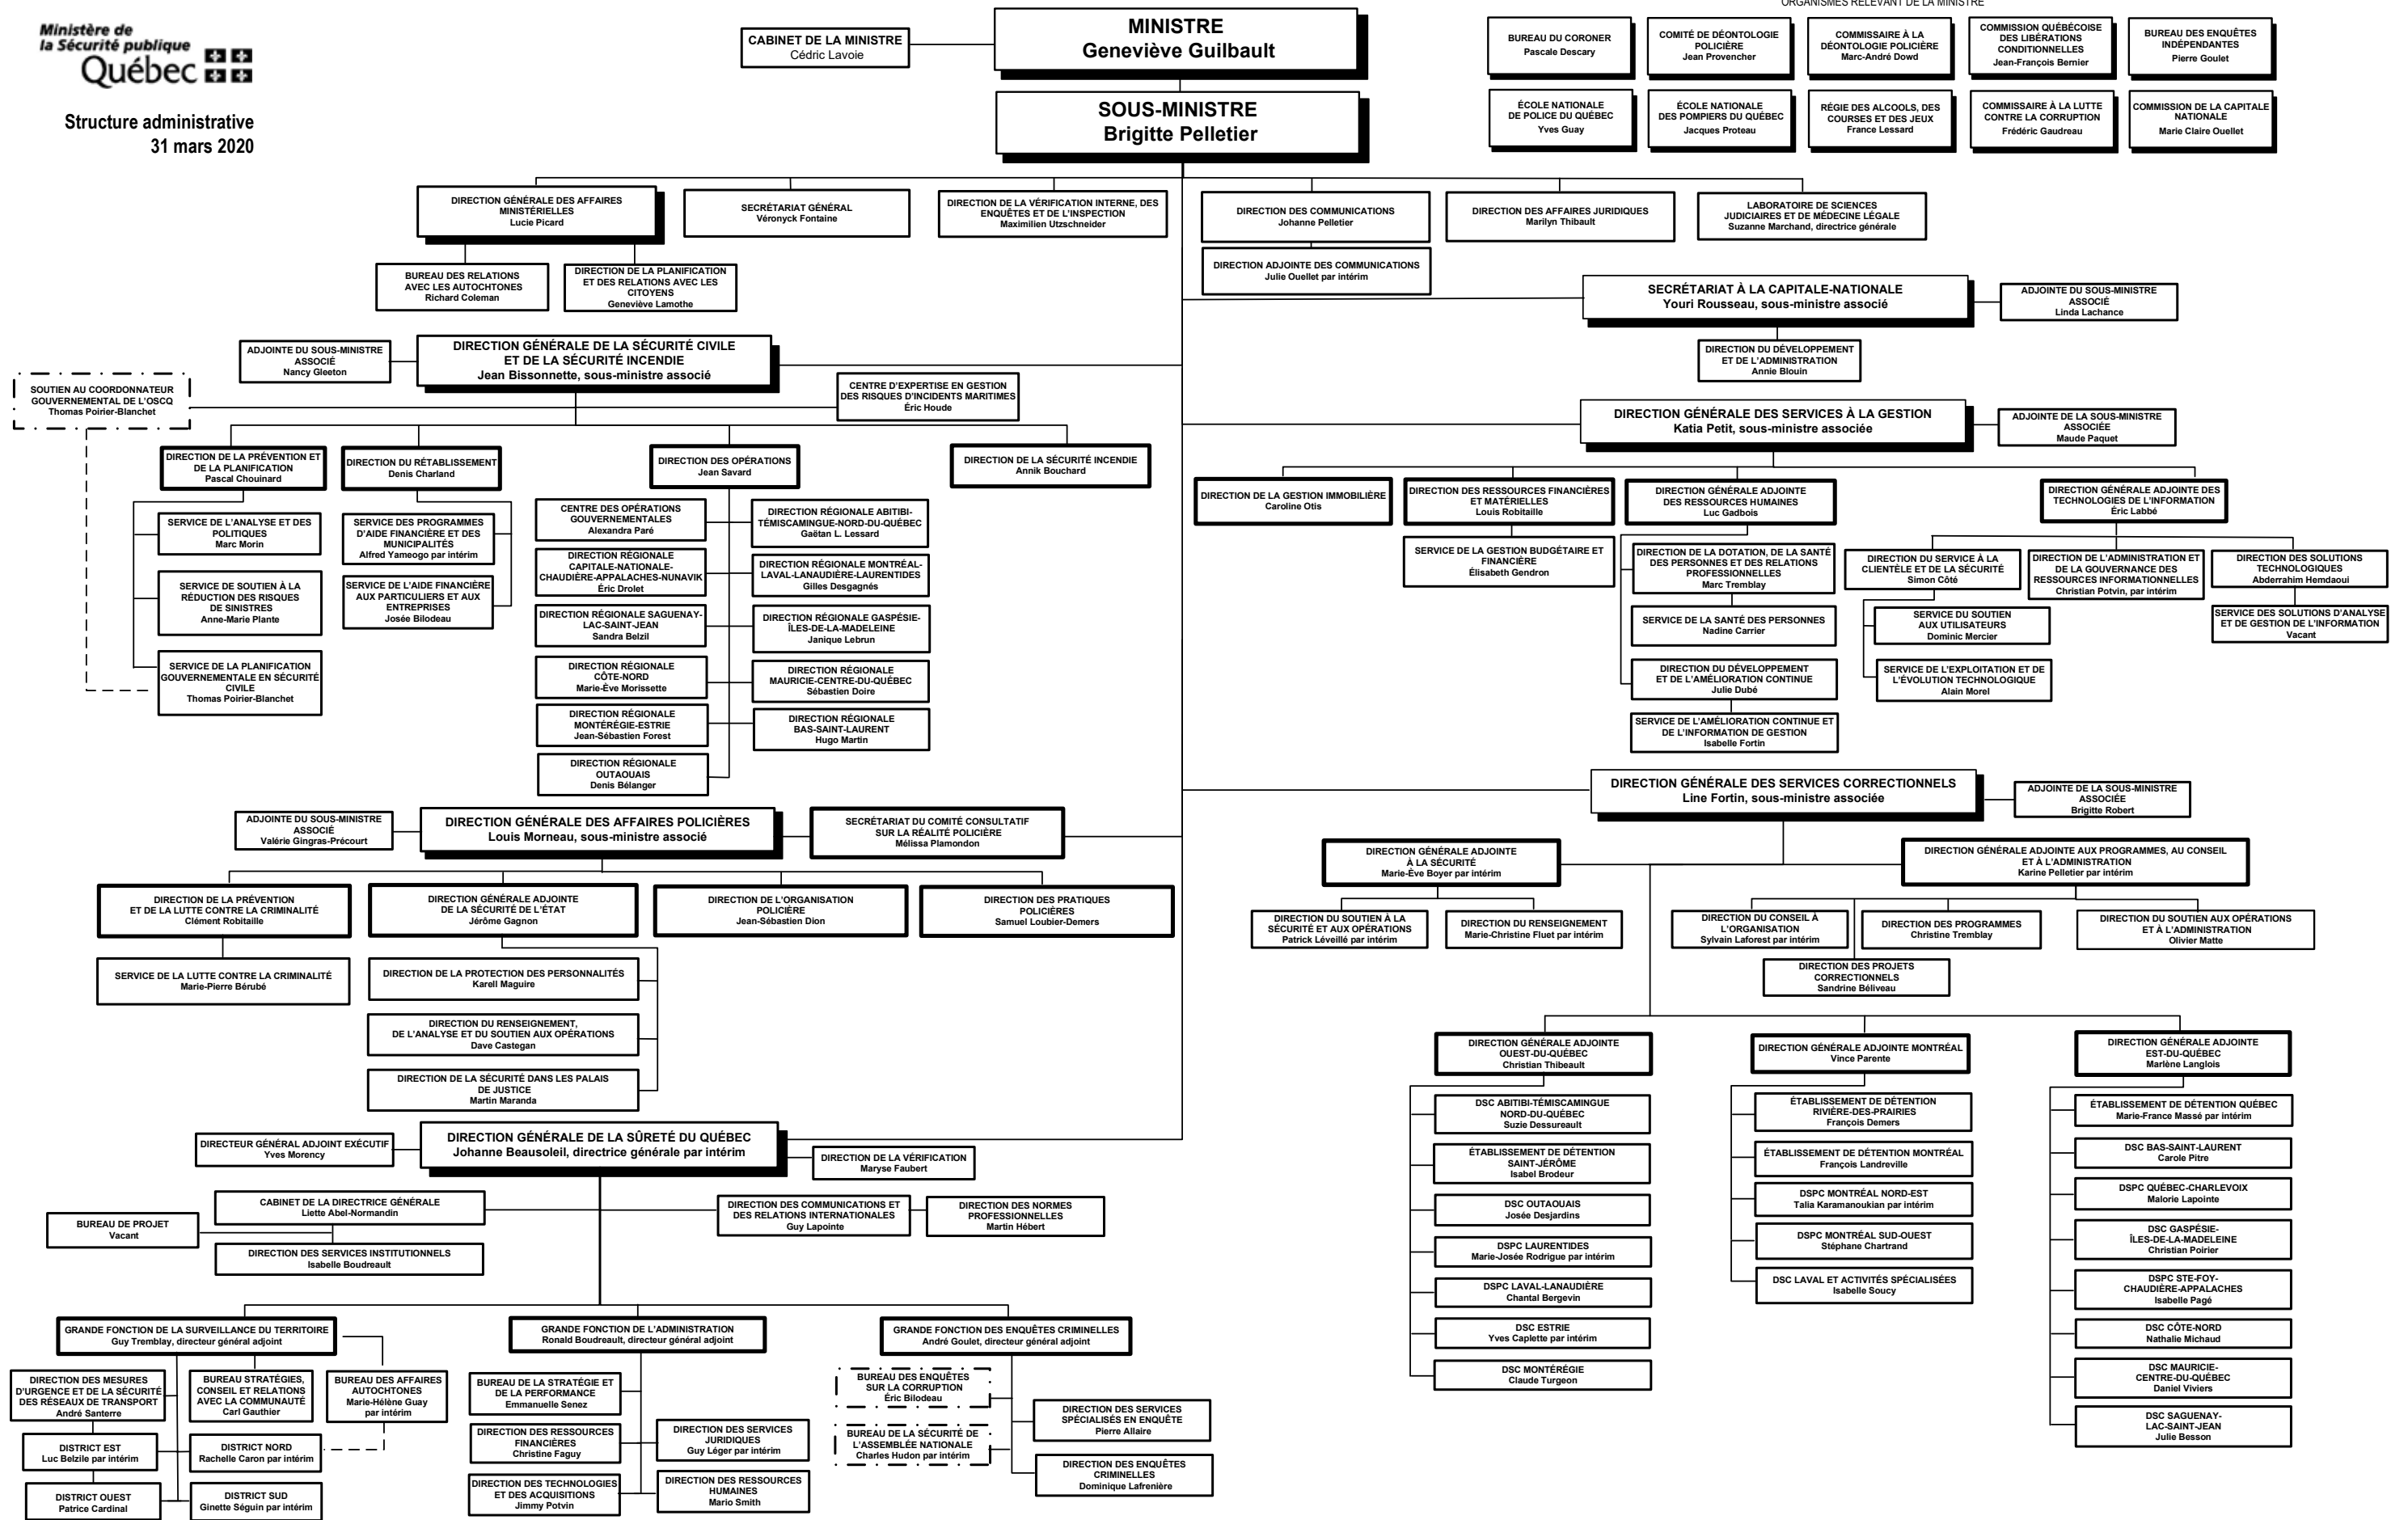 Ministère de
la Sécurité publique
Québec
Structure administrative
31 mars 2020
MINISTRE
Geneviève Guilbault
CABINET DE LA MINISTRE
Cédric Lavoie
SOUS-MINISTRE
Brigitte Pelletier
ORGANISMES RELEVANT DE LA MINISTRE
BUREAU DU CORONER
Pascale Descary
COMITÉ DE DÉONTOLOGIE
POLICIÈRE
Jean Provencher
COMMISSAIRE À LA
DÉONTOLOGIE POLICIÈRE
Marc-André Dowd
COMMISSION QUÉBÉCOISE
DES LIBÉRATIONS
CONDITIONNELLES
Jean-François Bernier
BUREAU DES ENQUÊTES
INDÉPENDANTES
Pierre Goulet
ÉCOLE NATIONALE
DE POLICE DU QUÉBEC
Yves Guay
ÉCOLE NATIONALE
DES POMPIERS DU QUÉBEC
Jacques Proteau
RÉGIE DES ALCOOLS, DES
COURSES ET DES JEUX
France Lessard
COMMISSAIRE À LA LUTTE
CONTRE LA CORRUPTION
Frédéric Gaudreau
COMMISSION DE LA CAPITALE
NATIONALE
Marie Claire Ouellet
DIRECTION GÉNÉRALE DES AFFAIRES
MINISTÉRIELLES
Lucie Picard
SECRÉTARIAT GÉNÉRAL
Véronyck Fontaine
DIRECTION DE LA VÉRIFICATION INTERNE, DES
ENQUÊTES ET DE L'INSPECTION
Maximilien Utzschneider
DIRECTION DES COMMUNICATIONS
Johanne Pelletier
DIRECTION DES AFFAIRES JURIDIQUES
Marilyn Thibault
LABORATOIRE DE SCIENCES
JUDICIAIRES ET DE MÉDECINE LÉGALE
Suzanne Marchand, directrice générale
BUREAU DES RELATIONS
AVEC LES AUTOCHTONES
Richard Coleman
DIRECTION DE LA PLANIFICATION
ET DES RELATIONS AVEC LES
CITOYENS
Geneviève Lamothe
DIRECTION ADJOINTE DES COMMUNICATIONS
Julie Ouellet par intérim
SECRÉTARIAT À LA CAPITALE-NATIONALE
Youri Rousseau, sous-ministre associé
ADJOINTE DU SOUS-MINISTRE
ASSOCIÉ
Linda Lachance
DIRECTION DU DÉVELOPPEMENT
ET DE L'ADMINISTRATION
Annie Blouin
ADJOINTE DU SOUS-MINISTRE
ASSOCIÉ
Nancy Gleeton
DIRECTION GÉNÉRALE DE LA SÉCURITÉ CIVILE
ET DE LA SÉCURITÉ INCENDIE
Jean Bissonnette, sous-ministre associé
SOUTIEN AU COORDONNATEUR
GOUVERNEMENTAL DE L'OSCQ
Thomas Poirier-Blanchet
CENTRE D'EXPERTISE EN GESTION
DES RISQUES D'INCIDENTS MARITIMES
Éric Houde
DIRECTION DE LA PRÉVENTION ET
DE LA PLANIFICATION
Pascal Chouinard
DIRECTION DU RÉTABLISSEMENT
Denis Charland
DIRECTION DES OPÉRATIONS
Jean Savard
DIRECTION DE LA SÉCURITÉ INCENDIE
Annik Bouchard
SERVICE DE L'ANALYSE ET DES
POLITIQUES
Marc Morin
SERVICE DE SOUTIEN À LA
RÉDUCTION DES RISQUES
DE SINISTRES
Anne-Marie Plante
SERVICE DE LA PLANIFICATION
GOUVERNEMENTALE EN SÉCURITÉ
CIVILE
Thomas Poirier-Blanchet
SERVICE DES PROGRAMMES
D'AIDE FINANCIÈRE ET DES
MUNICIPALITÉS
Alfred Yameogo par intérim
SERVICE DE L'AIDE FINANCIÈRE
AUX PARTICULIERS ET AUX
ENTREPRISES
Josée Bilodeau
CENTRE DES OPÉRATIONS
GOUVERNEMENTALES
Alexandra Paré
DIRECTION RÉGIONALE ABITIBI-
TÉMISCAMINGUE-NORD-DU-QUÉBEC
Gaëtan L. Lessard
DIRECTION RÉGIONALE
CAPITALE-NATIONALE-
CHAUDIÈRE-APPALACHES-NUNAVIK
Éric Drolet
DIRECTION RÉGIONALE MONTRÉAL-
LAVAL-LANAUDIÈRE-LAURENTIDES
Gilles Desgagnés
DIRECTION RÉGIONALE SAGUENAY-
LAC-SAINT-JEAN
Sandra Belzil
DIRECTION RÉGIONALE GASPÉSIE-
ÎLES-DE-LA-MADELEINE
Janique Lebrun
DIRECTION RÉGIONALE
CÔTE-NORD
Marie-Ève Morissette
DIRECTION RÉGIONALE
MAURICIE-CENTRE-DU-QUÉBEC
Sébastien Doire
DIRECTION RÉGIONALE
MONTÉRÉGIE-ESTRIE
Jean-Sébastien Forest
DIRECTION RÉGIONALE
BAS-SAINT-LAURENT
Hugo Martin
DIRECTION RÉGIONALE
OUTAOUAIS
Denis Bélanger
DIRECTION GÉNÉRALE DES SERVICES À LA GESTION
Katia Petit, sous-ministre associée
ADJOINTE DE LA SOUS-MINISTRE
ASSOCIÉE
Maude Paquet
DIRECTION DE LA GESTION IMMOBILIÈRE
Caroline Otis
DIRECTION DES RESSOURCES FINANCIÈRES
ET MATÉRIELLES
Louis Robitaille
DIRECTION GÉNÉRALE ADJOINTE
DES RESSOURCES HUMAINES
Luc Gadbois
DIRECTION GÉNÉRALE ADJOINTE DES
TECHNOLOGIES DE L'INFORMATION
Éric Labbé
SERVICE DE LA GESTION BUDGÉTAIRE ET
FINANCIÈRE
Élisabeth Gendron
DIRECTION DE LA DOTATION, DE LA SANTÉ
DES PERSONNES ET DES RELATIONS
PROFESSIONNELLES
Marc Tremblay
SERVICE DE LA SANTÉ DES PERSONNES
Nadine Carrier
DIRECTION DU DÉVELOPPEMENT
ET DE L'AMÉLIORATION CONTINUE
Julie Dubé
SERVICE DE L'AMÉLIORATION CONTINUE ET
DE L'INFORMATION DE GESTION
Isabelle Fortin
DIRECTION DU SERVICE À LA
CLIENTÈLE ET DE LA SÉCURITÉ
Simon Côté
DIRECTION DE L'ADMINISTRATION ET
DE LA GOUVERNANCE DES
RESSOURCES INFORMATIONNELLES
Christian Potvin, par intérim
DIRECTION DES SOLUTIONS
TECHNOLOGIQUES
Abderrahim Hemdaoui
SERVICE DU SOUTIEN
AUX UTILISATEURS
Dominic Mercier
SERVICE DES SOLUTIONS D'ANALYSE
ET DE GESTION DE L'INFORMATION
Vacant
SERVICE DE L'EXPLOITATION ET DE
L'ÉVOLUTION TECHNOLOGIQUE
Alain Morel
ADJOINTE DU SOUS-MINISTRE
ASSOCIÉ
Valérie Gingras-Précourt
DIRECTION GÉNÉRALE DES AFFAIRES POLICIÈRES
Louis Morneau, sous-ministre associé
SECRÉTARIAT DU COMITÉ CONSULTATIF
SUR LA RÉALITÉ POLICIÈRE
Mélissa Plamondon
DIRECTION DE LA PRÉVENTION
ET DE LA LUTTE CONTRE LA CRIMINALITÉ
Clément Robitaille
DIRECTION GÉNÉRALE ADJOINTE
DE LA SÉCURITÉ DE L'ÉTAT
Jérôme Gagnon
DIRECTION DE L'ORGANISATION
POLICIÈRE
Jean-Sébastien Dion
DIRECTION DES PRATIQUES
POLICIÈRES
Samuel Loubier-Demers
SERVICE DE LA LUTTE CONTRE LA CRIMINALITÉ
Marie-Pierre Bérubé
DIRECTION DE LA PROTECTION DES PERSONNALITÉS
Karell Maguire
DIRECTION DU RENSEIGNEMENT,
DE L'ANALYSE ET DU SOUTIEN AUX OPÉRATIONS
Dave Castegan
DIRECTION DE LA SÉCURITÉ DANS LES PALAIS
DE JUSTICE
Martin Maranda
DIRECTION GÉNÉRALE DES SERVICES CORRECTIONNELS
Line Fortin, sous-ministre associée
ADJOINTE DE LA SOUS-MINISTRE
ASSOCIÉE
Brigitte Robert
DIRECTION GÉNÉRALE ADJOINTE
À LA SÉCURITÉ
Marie-Ève Boyer par intérim
DIRECTION GÉNÉRALE ADJOINTE AUX PROGRAMMES, AU CONSEIL
ET À L'ADMINISTRATION
Karine Pelletier par intérim
DIRECTION DU SOUTIEN À LA
SÉCURITÉ ET AUX OPÉRATIONS
Patrick Léveillé par intérim
DIRECTION DU RENSEIGNEMENT
Marie-Christine Fluet par intérim
DIRECTION DU CONSEIL À
L'ORGANISATION
Sylvain Laforest par intérim
DIRECTION DES PROGRAMMES
Christine Tremblay
DIRECTION DU SOUTIEN AUX OPÉRATIONS
ET À L'ADMINISTRATION
Olivier Matte
DIRECTION DES PROJETS
CORRECTIONNELS
Sandrine Béliveau
DIRECTION GÉNÉRALE ADJOINTE
OUEST-DU-QUÉBEC
Christian Thibeault
DIRECTION GÉNÉRALE ADJOINTE MONTRÉAL
Vince Parente
DIRECTION GÉNÉRALE ADJOINTE
EST-DU-QUÉBEC
Marlène Langlois
DSC ABITIBI-TÉMISCAMINGUE
NORD-DU-QUÉBEC
Suzie Dessureault
ÉTABLISSEMENT DE DÉTENTION
SAINT-JÉRÔME
Isabel Brodeur
DSC OUTAOUAIS
Josée Desjardins
DSPC LAURENTIDES
Marie-Josée Rodrigue par intérim
DSPC LAVAL-LANAUDIÈRE
Chantal Bergevin
DSC ESTRIE
Yves Caplette par intérim
DSC MONTÉRÉGIE
Claude Turgeon
ÉTABLISSEMENT DE DÉTENTION
RIVIÈRE-DES-PRAIRIES
François Demers
ÉTABLISSEMENT DE DÉTENTION MONTRÉAL
François Landreville
DSPC MONTRÉAL NORD-EST
Talia Karamanoukian par intérim
DSPC MONTRÉAL SUD-OUEST
Stéphane Chartrand
DSC LAVAL ET ACTIVITÉS SPÉCIALISÉES
Isabelle Soucy
ÉTABLISSEMENT DE DÉTENTION QUÉBEC
Marie-France Massé par intérim
DSC BAS-SAINT-LAURENT
Carole Pitre
DSPC QUÉBEC-CHARLEVOIX
Malorie Lapointe
DSC GASPÉSIE-
ÎLES-DE-LA-MADELEINE
Christian Poirier
DSPC STE-FOY-
CHAUDIÈRE-APPALACHES
Isabelle Pagé
DSC CÔTE-NORD
Nathalie Michaud
DSC MAURICIE-
CENTRE-DU-QUÉBEC
Daniel Viviers
DSC SAGUENAY-
LAC-SAINT-JEAN
Julie Besson
DIRECTEUR GÉNÉRAL ADJOINT EXÉCUTIF
Yves Morency
DIRECTION GÉNÉRALE DE LA SÛRETÉ DU QUÉBEC
Johanne Beausoleil, directrice générale par intérim
DIRECTION DE LA VÉRIFICATION
Maryse Faubert
CABINET DE LA DIRECTRICE GÉNÉRALE
Liette Abel-Normandin
DIRECTION DES COMMUNICATIONS ET
DES RELATIONS INTERNATIONALES
Guy Lapointe
DIRECTION DES NORMES
PROFESSIONNELLES
Martin Hébert
BUREAU DE PROJET
Vacant
DIRECTION DES SERVICES INSTITUTIONNELS
Isabelle Boudreault
GRANDE FONCTION DE LA SURVEILLANCE DU TERRITOIRE
Guy Tremblay, directeur général adjoint
GRANDE FONCTION DE L'ADMINISTRATION
Ronald Boudreault, directeur général adjoint
GRANDE FONCTION DES ENQUÊTES CRIMINELLES
André Goulet, directeur général adjoint
DIRECTION DES MESURES
D'URGENCE ET DE LA SÉCURITÉ
DES RÉSEAUX DE TRANSPORT
André Santerre
BUREAU STRATÉGIES,
CONSEIL ET RELATIONS
AVEC LA COMMUNAUTÉ
Carl Gauthier
BUREAU DES AFFAIRES
AUTOCHTONES
Marie-Hélène Guay
par intérim
DISTRICT EST
Luc Belzile par intérim
DISTRICT NORD
Rachelle Caron par intérim
DISTRICT OUEST
Patrice Cardinal
DISTRICT SUD
Ginette Séguin par intérim
BUREAU DE LA STRATÉGIE ET
DE LA PERFORMANCE
Emmanuelle Senez
DIRECTION DES RESSOURCES
FINANCIÈRES
Christine Faguy
DIRECTION DES SERVICES
JURIDIQUES
Guy Léger par intérim
DIRECTION DES TECHNOLOGIES
ET DES ACQUISITIONS
Jimmy Potvin
DIRECTION DES RESSOURCES
HUMAINES
Mario Smith
BUREAU DES ENQUÊTES
SUR LA CORRUPTION
Éric Bilodeau
BUREAU DE LA SÉCURITÉ DE
L'ASSEMBLÉE NATIONALE
Charles Hudon par intérim
DIRECTION DES SERVICES
SPÉCIALISÉS EN ENQUÊTE
Pierre Allaire
DIRECTION DES ENQUÊTES
CRIMINELLES
Dominique Lafrenière